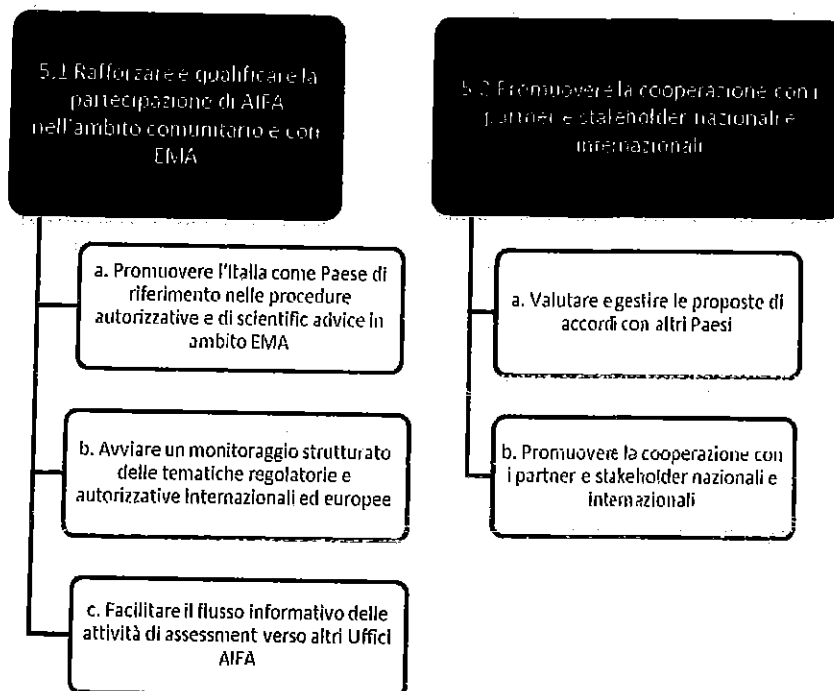 5.1 Rafforzare e qualificare la
partecipazione di AIFA
nell'ambito comunitario e con
EMA
a. Promuovere l'Italia come Paese di
riferimento nelle procedure
autorizzative e di scientific advice in
ambito EMA
b. Avviare un monitoraggio strutturato
delle tematiche regolatorie e
autorizzative internazionali ed europee
c. Facilitare il flusso informativo delle
attività di assessment verso altri Uffici
AIFA
5.2 Promuovere la cooperazione con i
partner e stakeholder nazionali e
internazionali
a. Valutare e gestire le proposte di
accordi con altri Paesi
b. Promuovere la cooperazione con
i partner e stakeholder nazionali e
internazionali